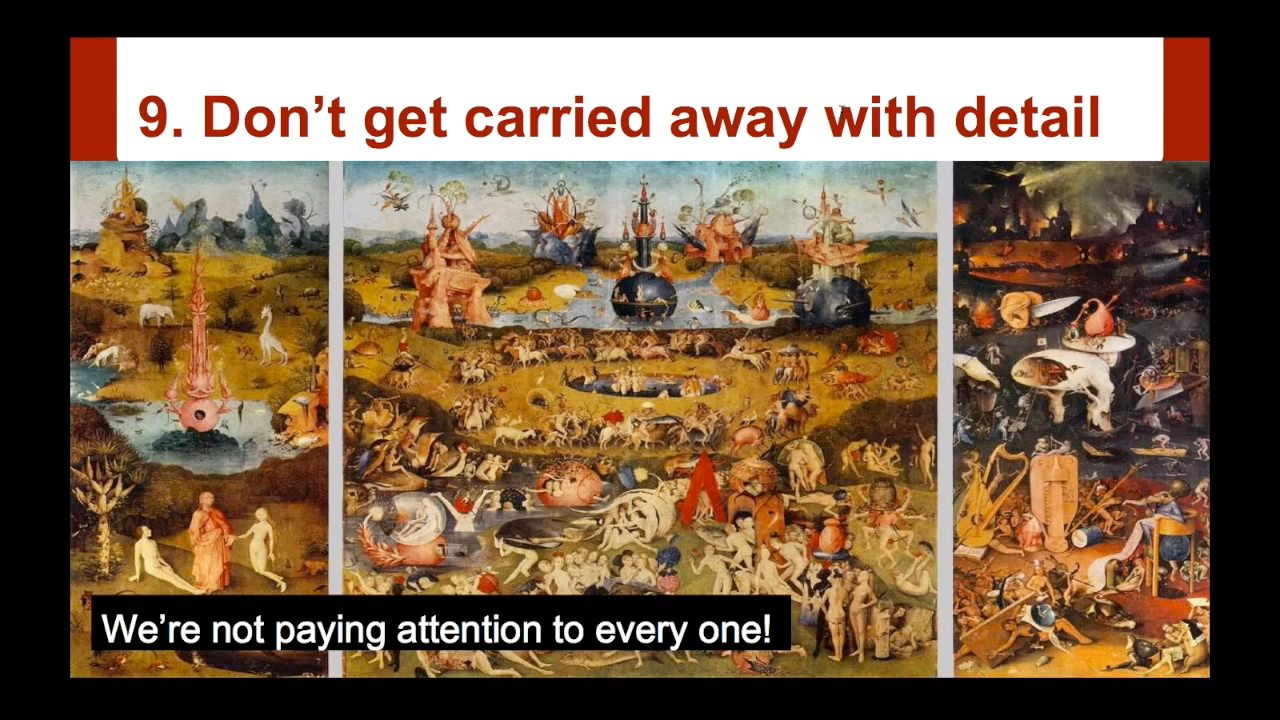 9. Don’t get carried away with detail
We’re not paying attention to every one!